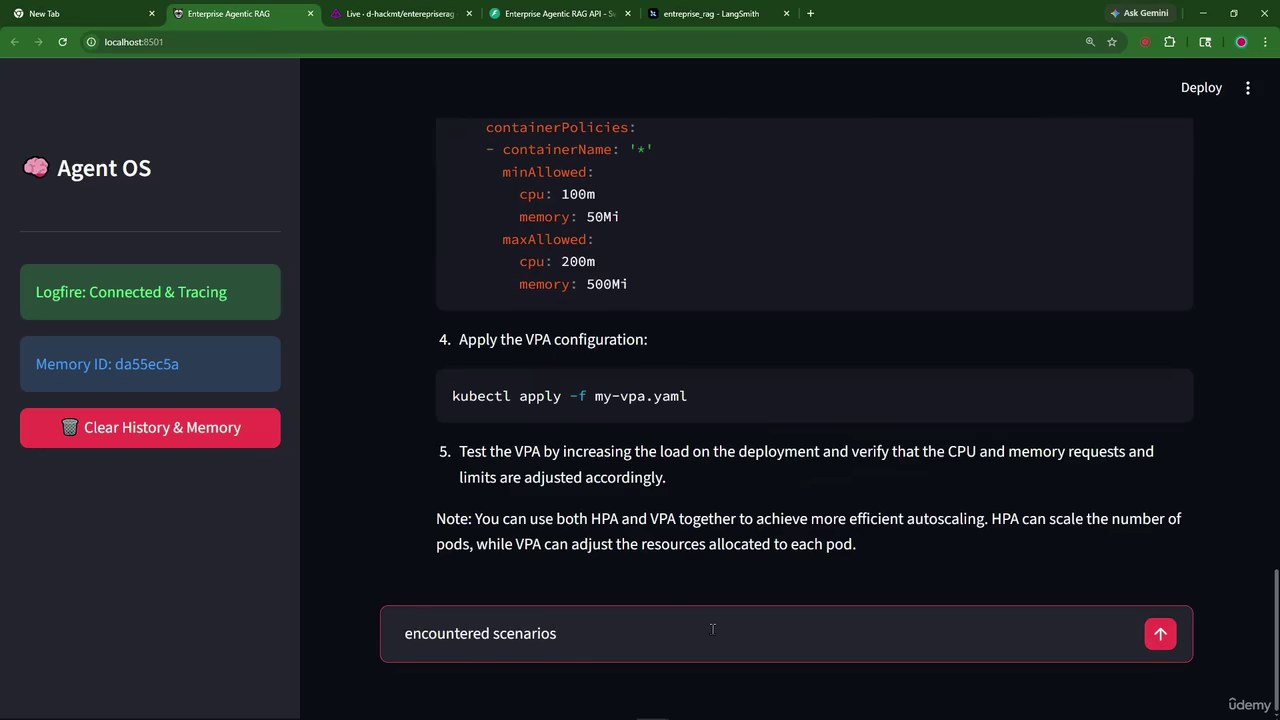 New Tab
Enterprise Agentic RAG
Live · d-hackmt/enterepriserag
Enterprise Agentic RAG API - Sw
entreprise_rag - LangSmith
Ask Gemini
localhost:8501
Deploy
Agent OS
Logfire: Connected & Tracing
Memory ID: da55ec5a
Clear History & Memory
containerPolicies:
- containerName: '*'
minAllowed:
cpu: 100m
memory: 50Mi
maxAllowed:
cpu: 200m
memory: 500Mi
4. Apply the VPA configuration:
kubectl apply -f my-vpa.yaml
5. Test the VPA by increasing the load on the deployment and verify that the CPU and memory requests and
limits are adjusted accordingly.
Note: You can use both HPA and VPA together to achieve more efficient autoscaling. HPA can scale the number of
pods, while VPA can adjust the resources allocated to each pod.
encountered scenarios
ûdemy